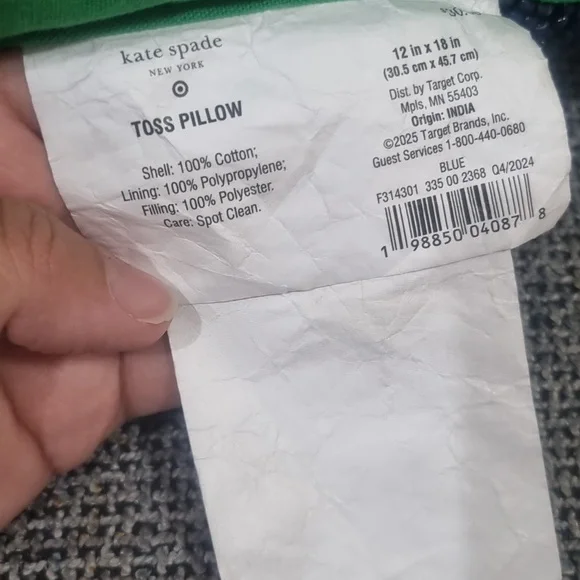 kate spade
NEW YORK
TOSS PILLOW
Shell: 100% Cotton;
Lining: 100% Polypropylene;
Filling: 100% Polyester.
Care: Spot Clean.
12 in x 18 in
(30.5 cm x 45.7 cm)
Dist. by Target Corp.
Mpls, MN 55403
Origin: INDIA
©2025 Target Brands, Inc.
Guest Services 1-800-440-0680
BLUE
F314301 335 00 2368 Q4/2024
1 98850 04087 8